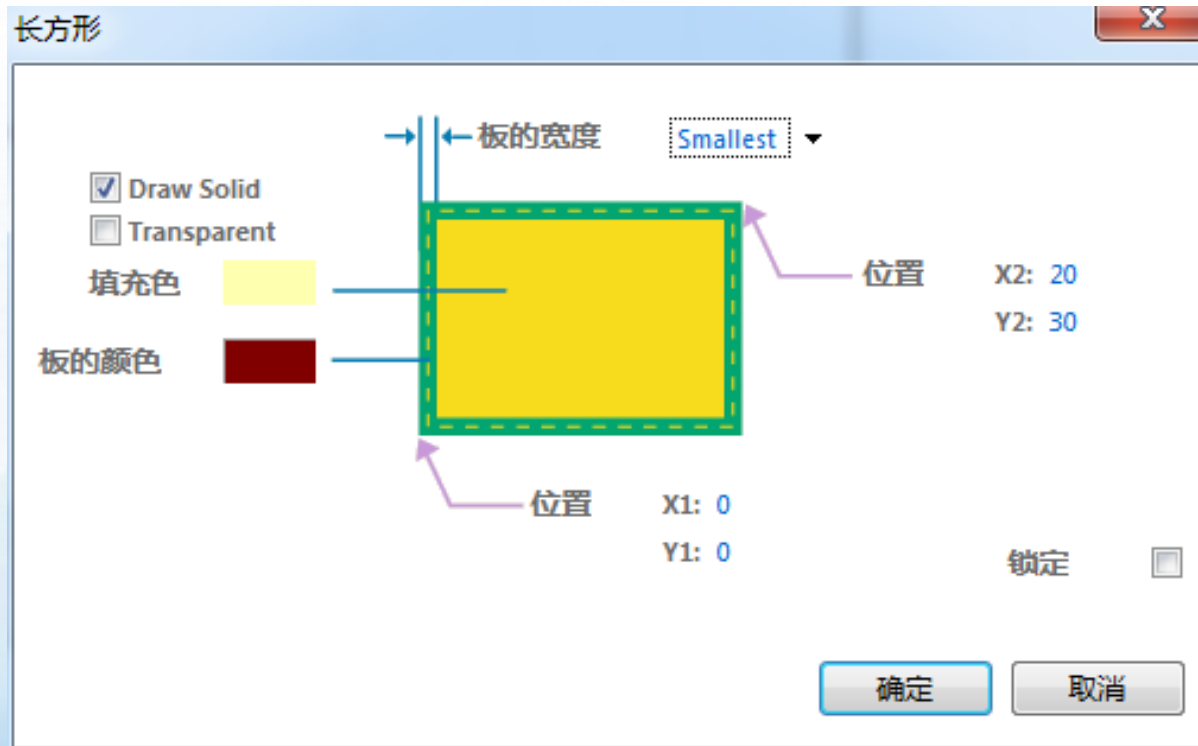 长方形
板的宽度 Smallest
Draw Solid
Transparent
填充色
位置 X2: 20
Y2: 30
板的颜色
位置 X1: 0
Y1: 0
锁定
确定 取消